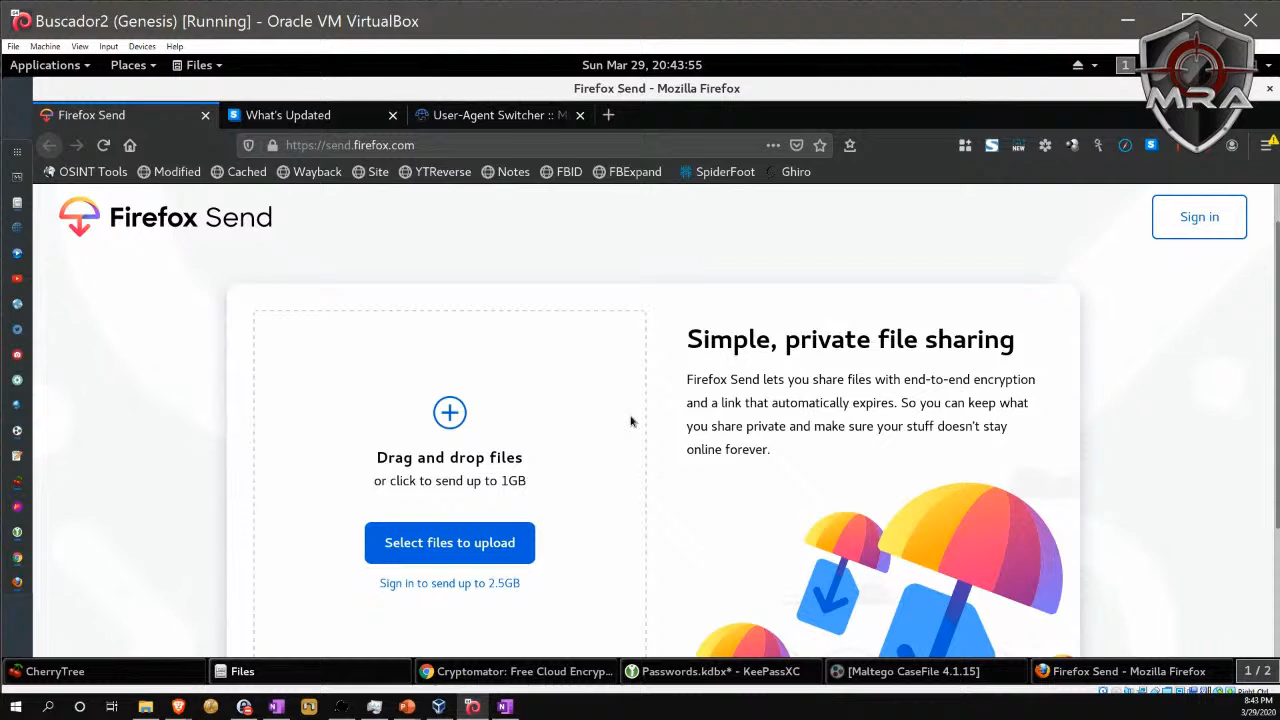 Buscador2 (Genesis) [Running] - Oracle VM VirtualBox
File Machine View Input Devices Help
Applications Places Files Sun Mar 29, 20:43:55 1
MRA
Firefox Send - Mozilla Firefox
Firefox Send What's Updated User-Agent Switcher :: M
https://send.firefox.com
NEW
OSINT Tools Modified Cached Wayback Site YTReverse Notes FBID FBExpand SpiderFoot Ghiro
Firefox Send
Sign in
Drag and drop files
or click to send up to 1GB
Select files to upload
Sign in to send up to 2.5GB
Simple, private file sharing
Firefox Send lets you share files with end-to-end encryption
and a link that automatically expires. So you can keep what
you share private and make sure your stuff doesn't stay
online forever.
CherryTree Files Cryptomator: Free Cloud Encryp... Passwords.kdbx* - KeePassXC [Maltego CaseFile 4.1.15] Firefox Send - Mozilla Firefox 1 / 2
Right Ctrl
8:43 PM
3/29/2020